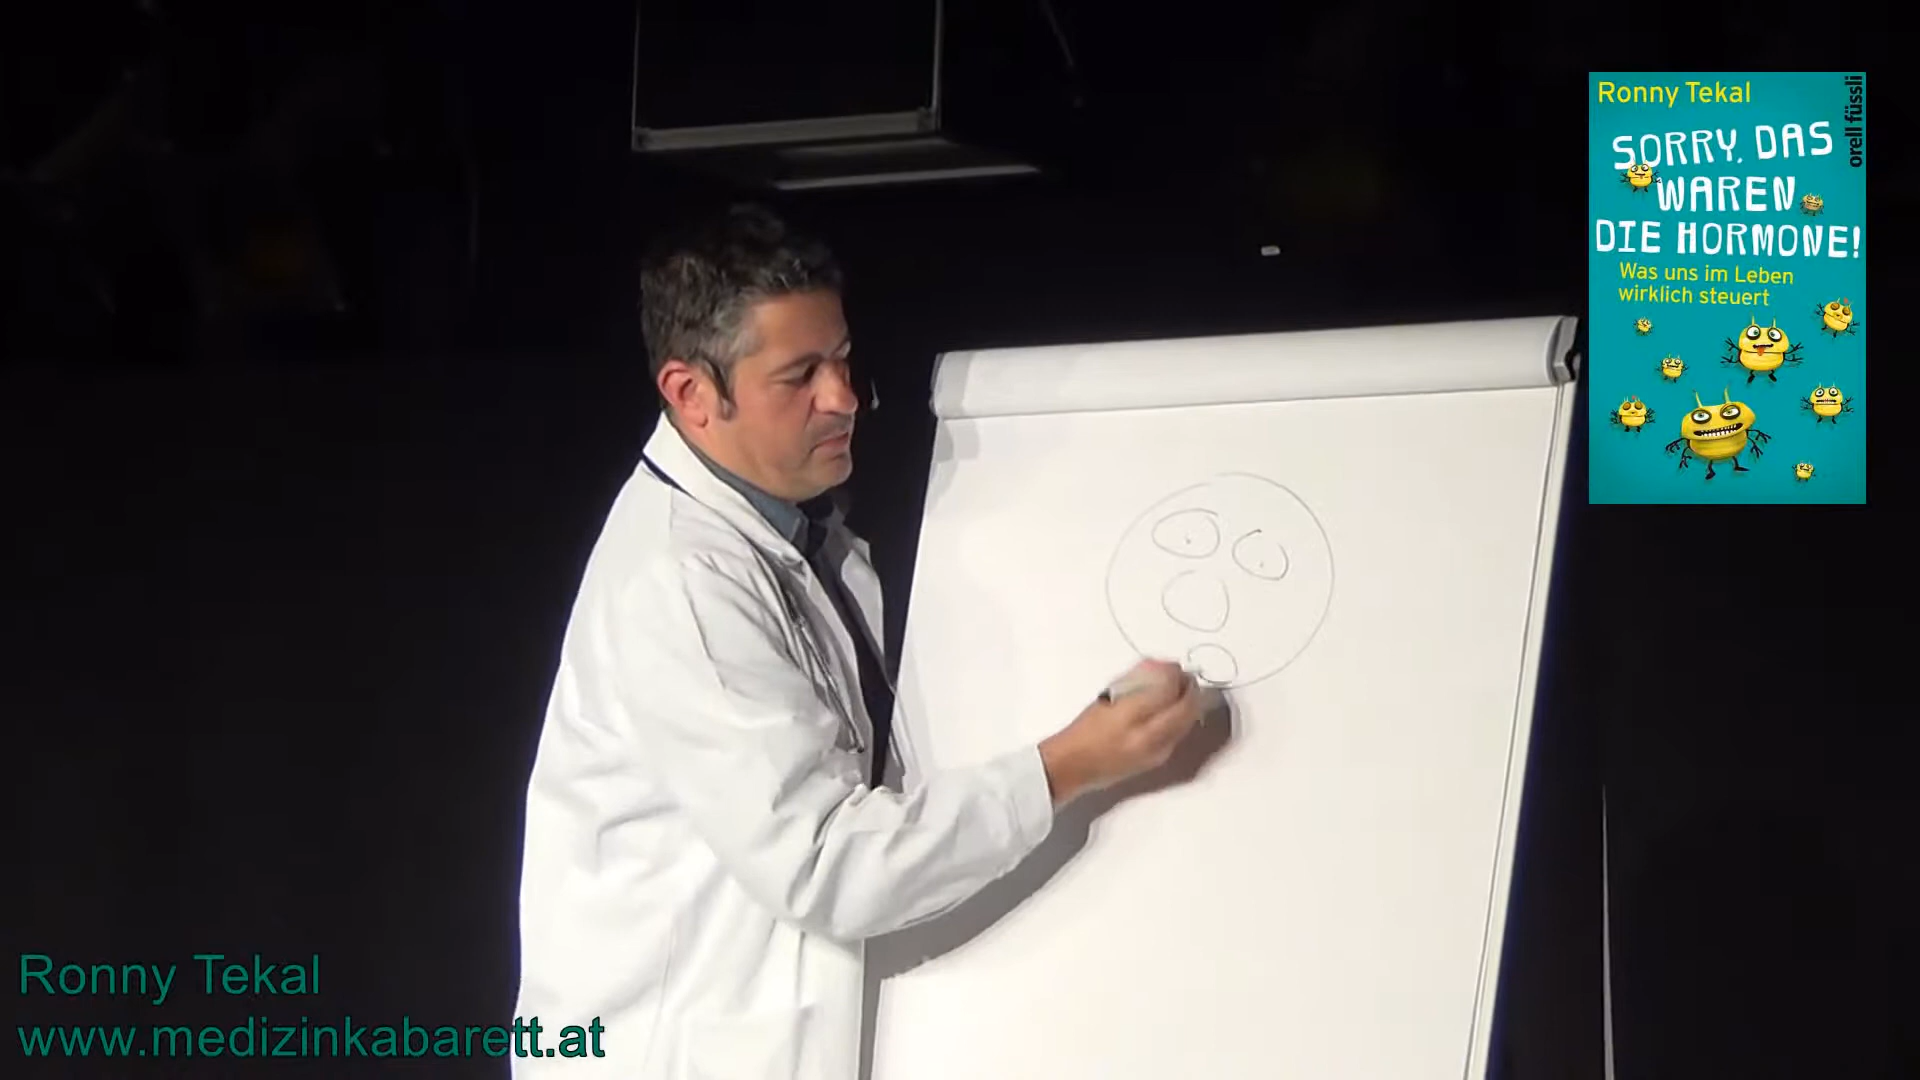 Ronny Tekal
orell füssli
SORRY, DAS
WAREN
DIE HORMONE!
Was uns im Leben
wirklich steuert
Ronny Tekal
www.medizinkabarett.at